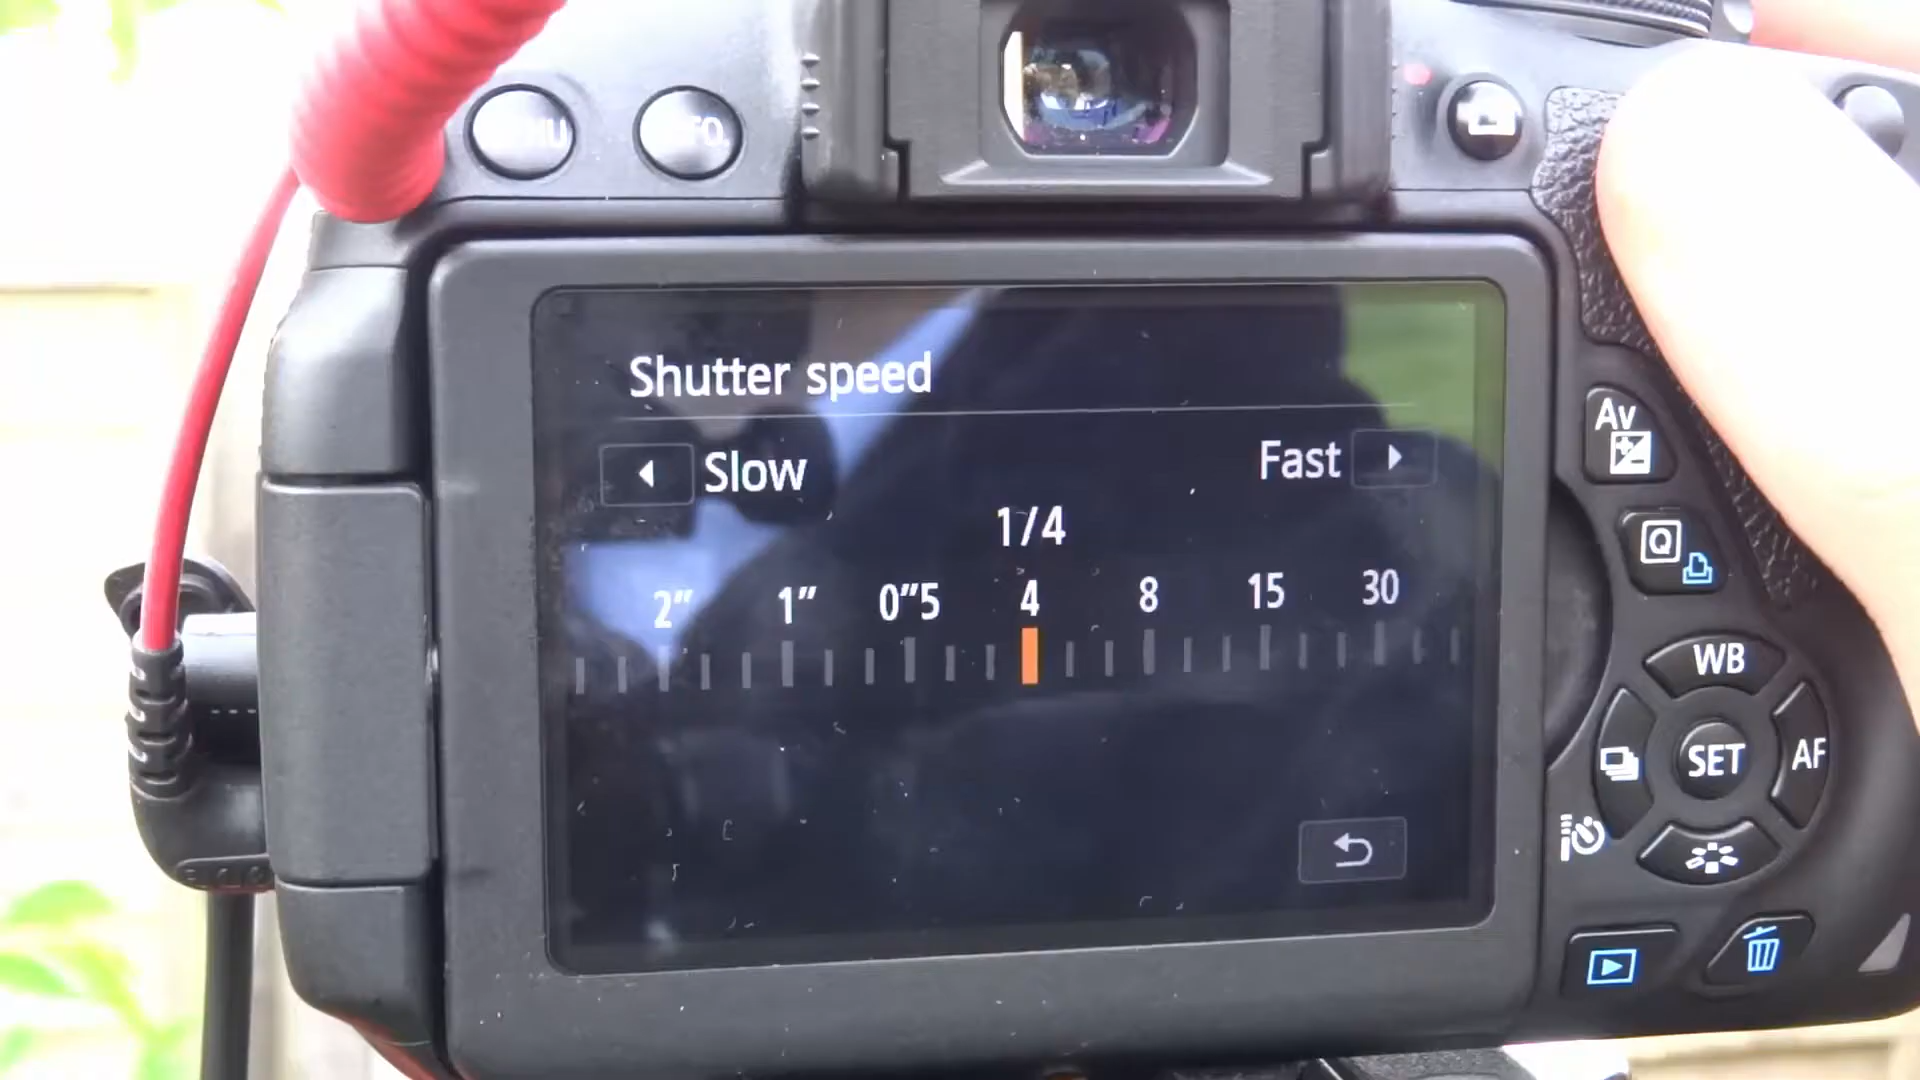 Shutter speed
Slow
Fast
1/4
2" 1" 0"5 4 8 15 30
Av
Q
WB
SET
AF